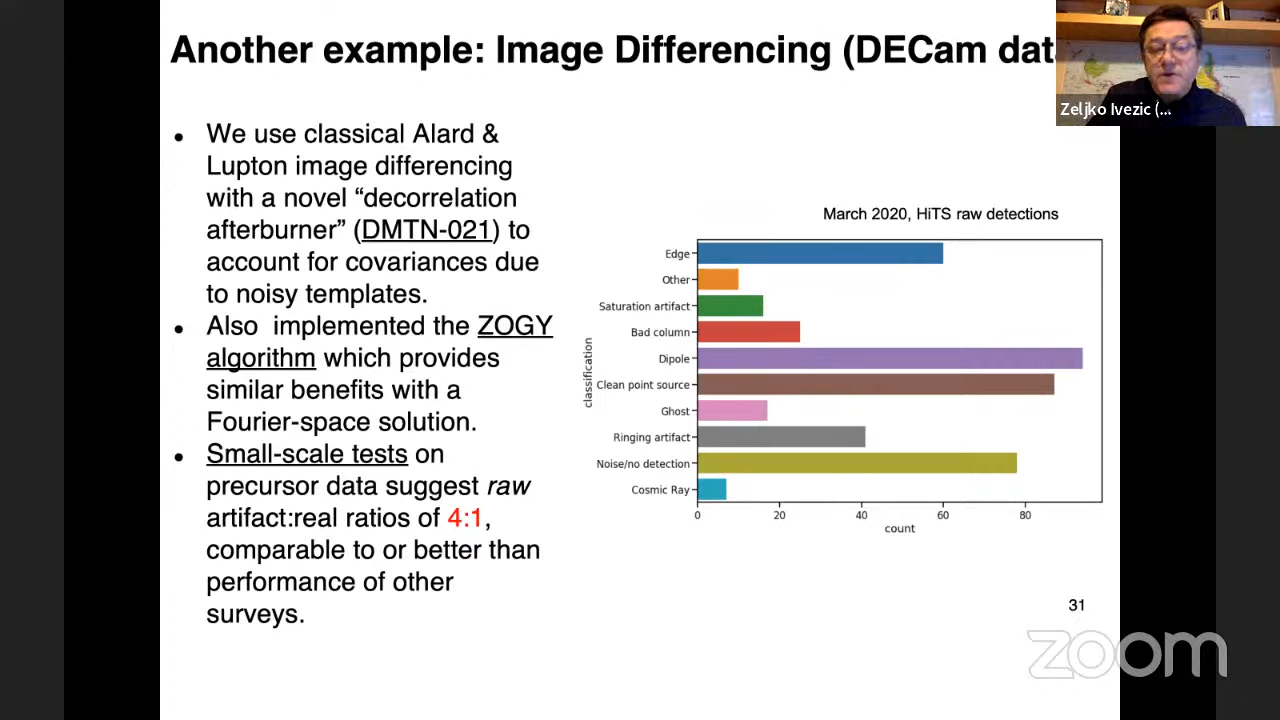 Another example: Image Differencing (DECam dat
Zeljko Ivezic (...
• We use classical Alard &
Lupton image differencing
with a novel “decorrelation
afterburner” (DMTN-021) to
account for covariances due
to noisy templates.
• Also implemented the ZOGY
algorithm which provides
similar benefits with a
Fourier-space solution.
• Small-scale tests on
precursor data suggest raw
artifact:real ratios of 4:1,
comparable to or better than
performance of other
surveys.
March 2020, HiTS raw detections
classification
Edge
Other
Saturation artifact
Bad column
Dipole
Clean point source
Ghost
Ringing artifact
Noise/no detection
Cosmic Ray
0 20 40 60 80
count
31
zoom